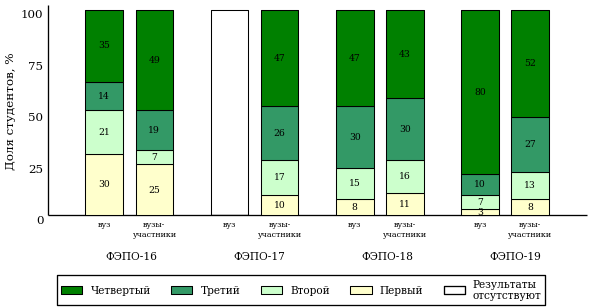 100
75
50
25
0
Доля студентов, %
35
14
21
30
49
19
7
25
47
26
17
10
47
30
15
8
43
30
16
11
80
10
7
3
52
27
13
8
вуз
вузы-
участники
вуз
вузы-
участники
вуз
вузы-
участники
вуз
вузы-
участники
ФЭПО-16
ФЭПО-17
ФЭПО-18
ФЭПО-19
Четвертый
Третий
Второй
Первый
Результаты
отсутствуют